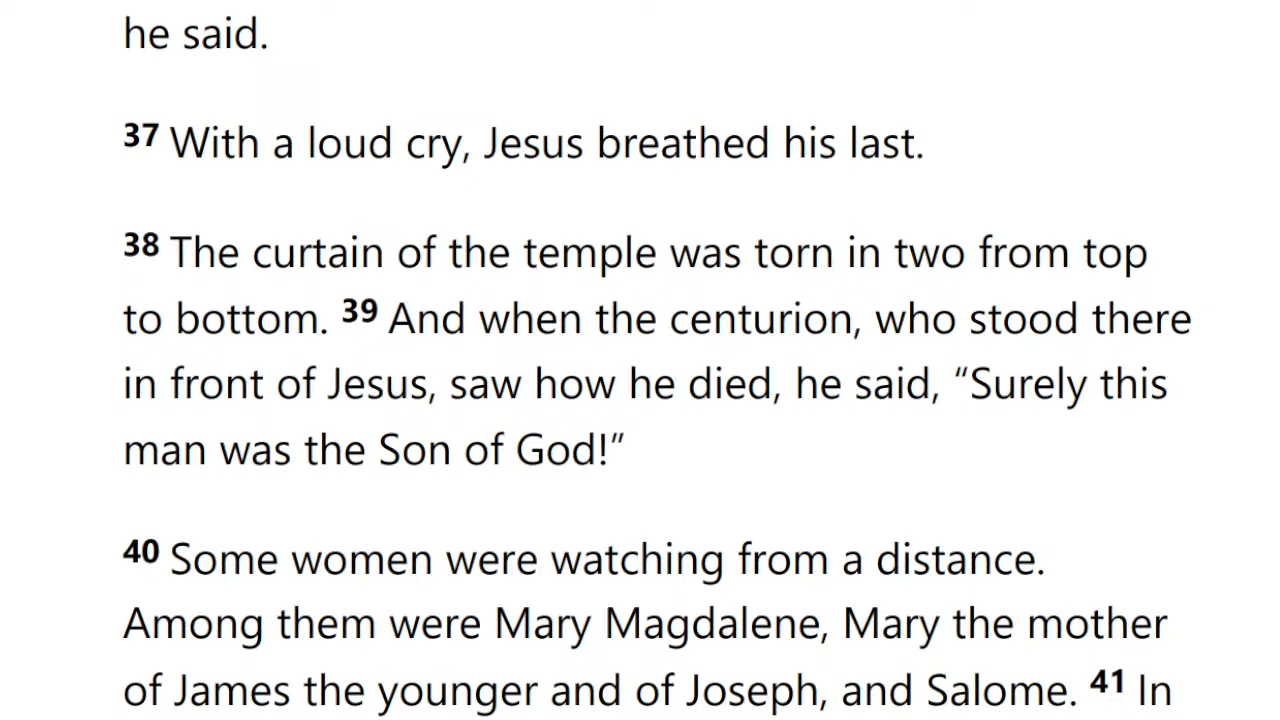 he said.
37 With a loud cry, Jesus breathed his last.
38 The curtain of the temple was torn in two from top
to bottom. 39 And when the centurion, who stood there
in front of Jesus, saw how he died, he said, “Surely this
man was the Son of God!”
40 Some women were watching from a distance.
Among them were Mary Magdalene, Mary the mother
of James the younger and of Joseph, and Salome. 41 In